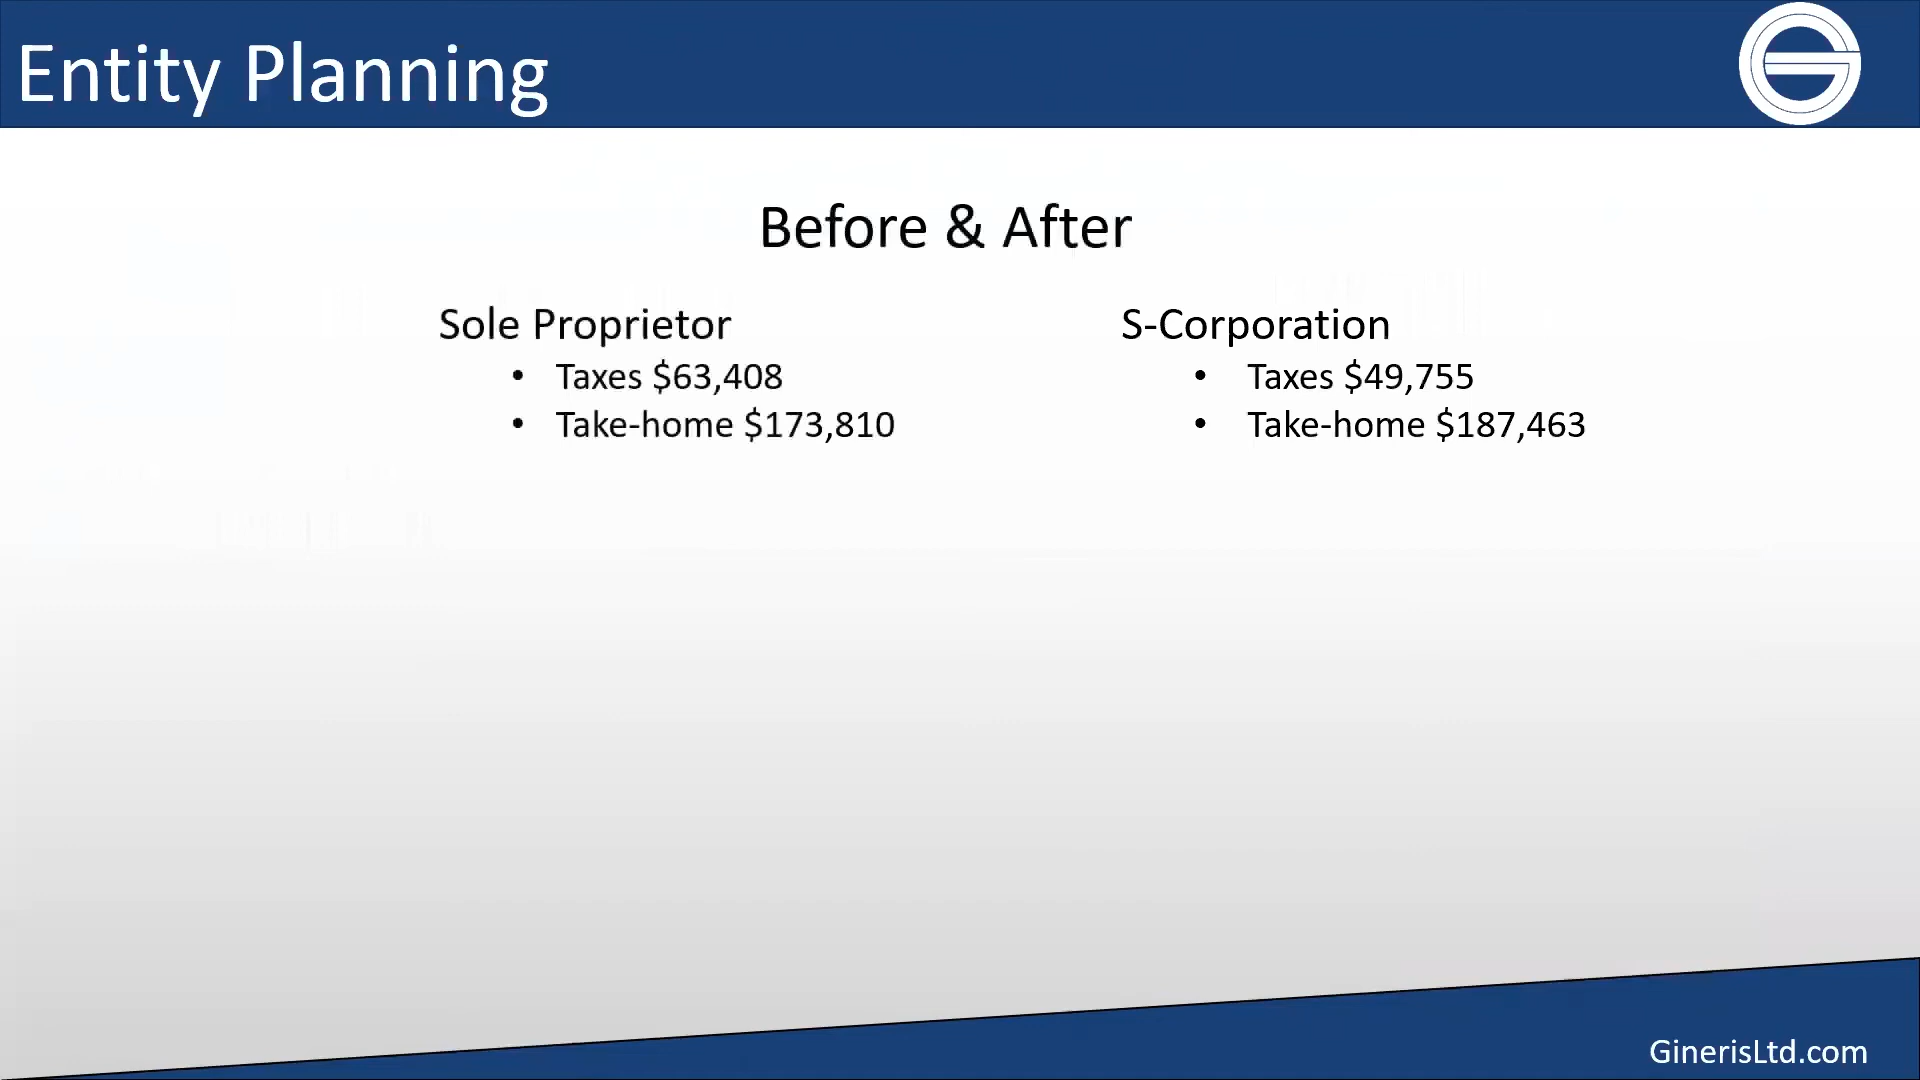 Entity Planning
Before & After
Sole Proprietor
• Taxes $63,408
• Take-home $173,810
S-Corporation
• Taxes $49,755
• Take-home $187,463
GinerisLtd.com